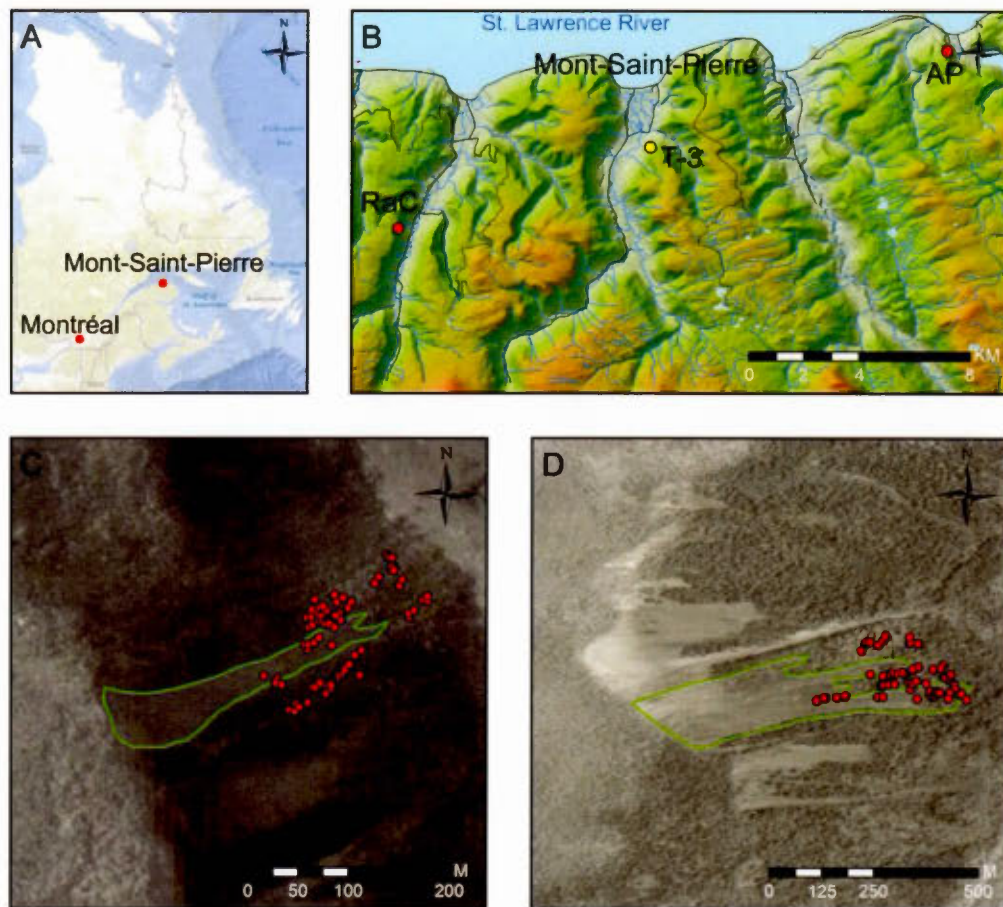 A
N
Mont-Saint-Pierre
Montréal
B
St. Lawrence River
Mont-Saint-Pierre
AP
T-3
RaC
KM
0 2 4 8
C
N
M
0 50 100 200
D
N
M
0 125 250 500